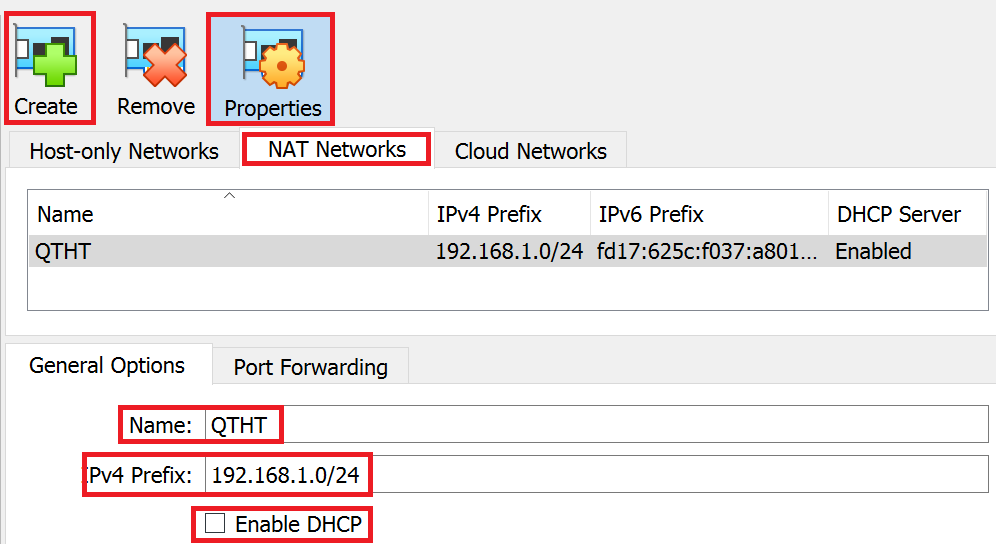 Create Remove Properties
Host-only Networks NAT Networks Cloud Networks
Name IPv4 Prefix IPv6 Prefix DHCP Server
QTHT 192.168.1.0/24 fd17:625c:f037:a801... Enabled
General Options Port Forwarding
Name: QTHT
IPv4 Prefix: 192.168.1.0/24
Enable DHCP